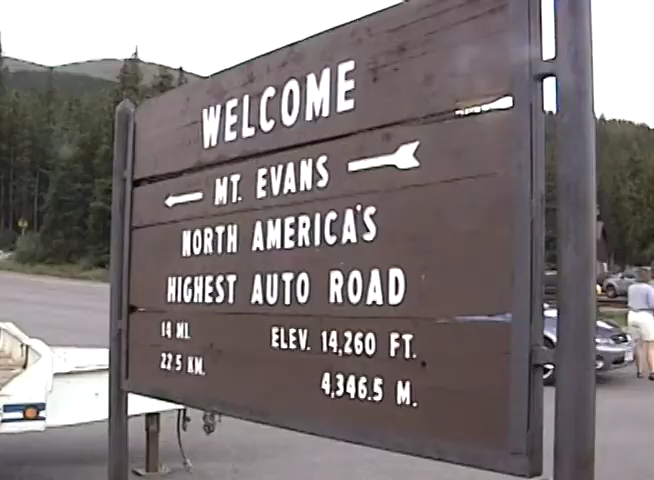 WELCOME
MT. EVANS
NORTH AMERICA'S
HIGHEST AUTO ROAD
14 MI. ELEV. 14,260 FT.
22.5 KM. 4,346.5 M.